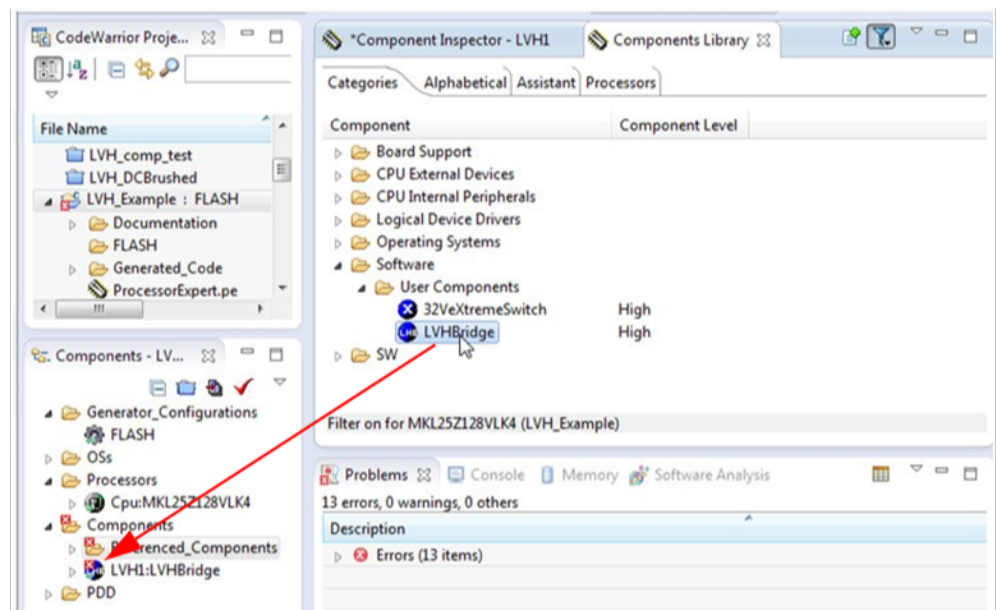 CodeWarrior Proje...
File Name
LVH_comp_test
LVH_DCBrushed
LVH_Example : FLASH
Documentation
FLASH
Generated_Code
ProcessorExpert.pe
Components - LV...
Generator_Configurations
FLASH
OSs
Processors
Cpu:MKL25Z128VLK4
Components
Referenced_Components
LVH1:LVHBridge
PDD
*Component Inspector - LVH1 Components Library
Categories Alphabetical Assistant Processors
Component Component Level
Board Support
CPU External Devices
CPU Internal Peripherals
Logical Device Drivers
Operating Systems
Software
User Components
32VeXtremeSwitch High
LVHBridge High
SW
Filter on for MKL25Z128VLK4 (LVH_Example)
Problems Console Memory Software Analysis
13 errors, 0 warnings, 0 others
Description
Errors (13 items)